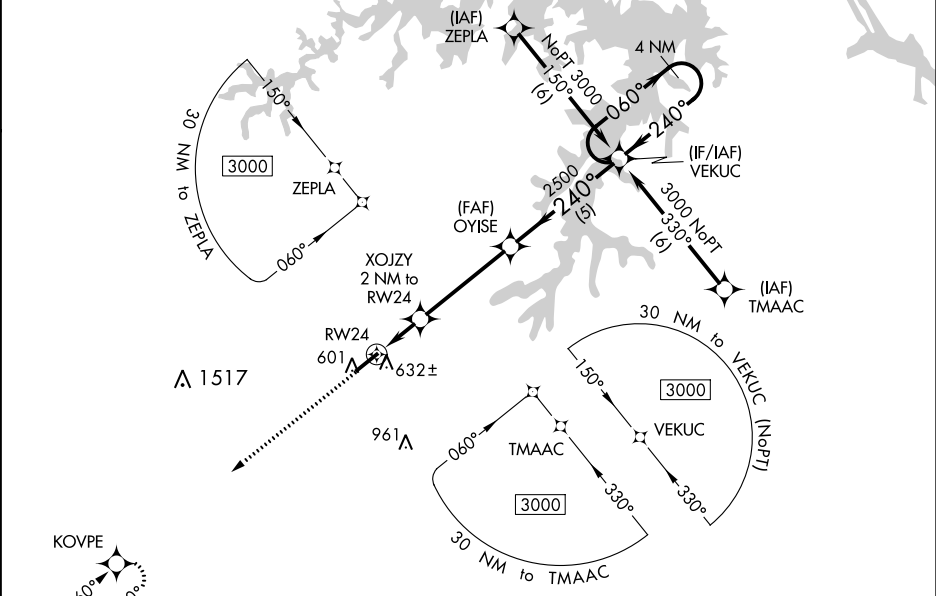 (IAF)
ZEPLA
NoPT 3000
150°
(6)
4 NM
060°
240°
(IF/IAF)
VEKUC
30 NM to ZEPLA
150°
3000
ZEPLA
060°
2500
240°
(5)
(FAF)
OYISE
3000 NoPT
330°
(6)
(IAF)
TMAAC
XOJZY
2 NM to
RW24
RW24
601
632±
1517
961
30 NM to VEKUC (NoPT)
150°
3000
VEKUC
330°
060°
TMAAC
330°
3000
30 NM to TMAAC
KOVPE